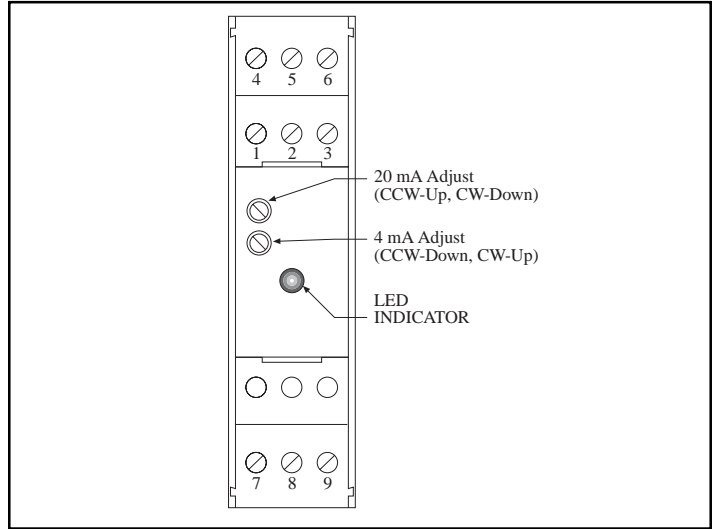 4 5 6
1 2 3
20 mA Adjust
(CCW-Up, CW-Down)
4 mA Adjust
(CCW-Down, CW-Up)
LED
INDICATOR
7 8 9